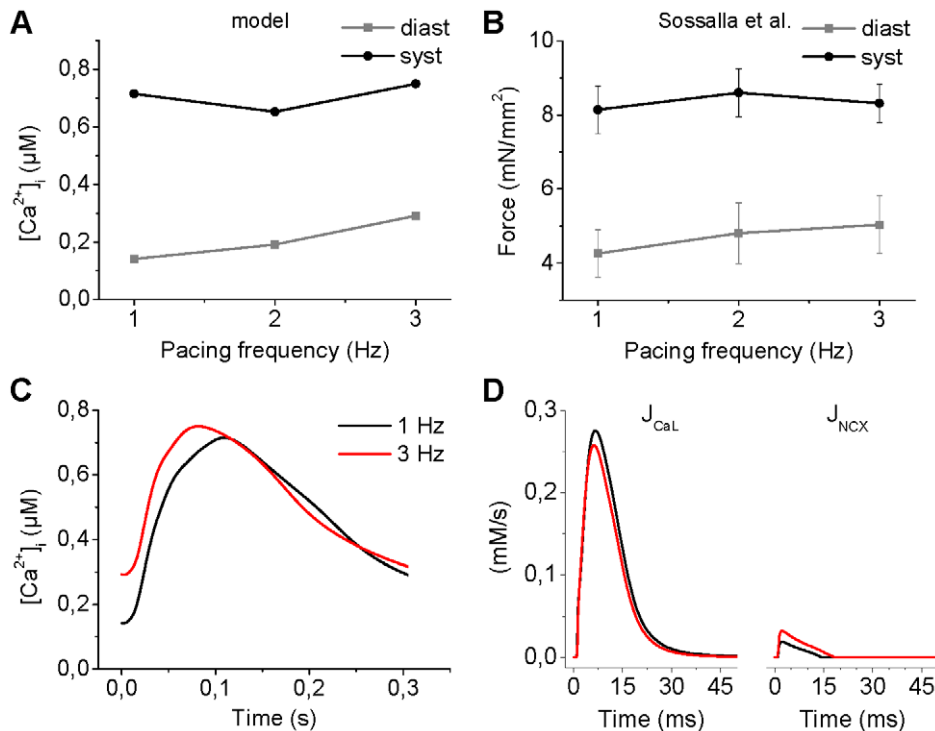 A
model
diast
syst
0,8
0,6
0,4
0,2
0,0
[Ca²⁺]ᵢ (µM)
1
2
3
Pacing frequency (Hz)
B
Sossalla et al.
diast
syst
10
8
6
4
Force (mN/mm²)
1
2
3
Pacing frequency (Hz)
C
1 Hz
3 Hz
0,8
0,6
0,4
0,2
0,0
[Ca²⁺]ᵢ (µM)
0,0
0,1
0,2
0,3
Time (s)
D
J_CaL
J_NCX
0,3
0,2
0,1
0,0
(mM/s)
0
15
30
45
Time (ms)
0
15
30
45
Time (ms)